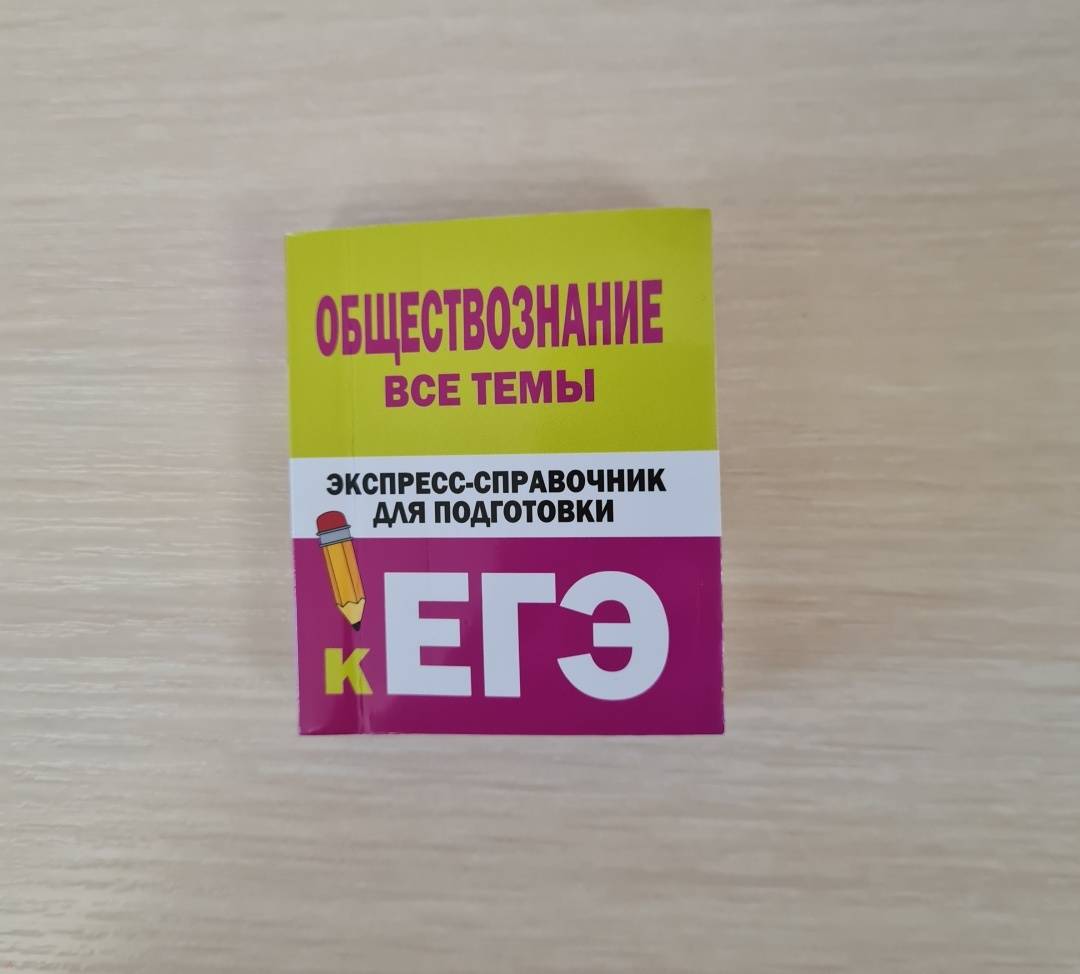 ОБЩЕСТВОЗНАНИЕ
ВСЕ ТЕМЫ
ЭКСПРЕСС-СПРАВОЧНИК
ДЛЯ ПОДГОТОВКИ
К ЕГЭ